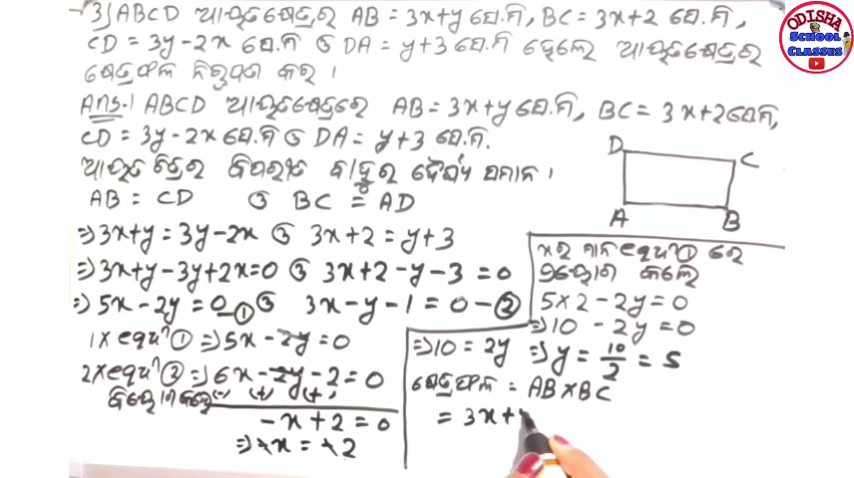 3) ABCD ଆୟତକ୍ଷେତ୍ରର AB = 3x+y ସେ.ମି, BC = 3x+2 ସେ.ମି,
CD = 3y-2x ସେ.ମି ଓ DA = y+3 ସେ.ମି ହେଲେ ଆୟତକ୍ଷେତ୍ରର
କ୍ଷେତ୍ରଫଳ ନିରୂପଣ କର ।
Ans.| ABCD ଆୟତକ୍ଷେତ୍ରରେ AB = 3x+y ସେ.ମି, BC = 3x+2 ସେ.ମି,
CD = 3y-2x ସେ.ମି ଓ DA = y+3 ସେ.ମି.
ଆୟତ ଚିତ୍ରର ବିପରୀତ ବାହୁର ଦୈର୍ଘ୍ୟ ସମାନ ।
AB = CD ଓ BC = AD
⇒ 3x+y = 3y-2x ଓ 3x+2 = y+3
⇒ 3x+y-3y+2x=0 ଓ 3x+2-y-3 = 0
⇒ 5x-2y = 0 —① ଓ 3x-y-1 = 0 -②
1x equⁿ ① ⇒ 5x-2y = 0
2x equⁿ ② ⇒ 6x-2y-2 = 0
ବିୟୋଗ କଲେ (-) (+) (+)
-x+2 = 0
⇒ -x = -2
xର ମାନ equⁿ ① ରେ
ପ୍ରୟୋଗ କଲେ
5x2-2y=0
⇒ 10 -2y=0
⇒ 10 = 2y ⇒ y = 10/2 = 5
କ୍ଷେତ୍ରଫଳ = AB x BC
= 3x+
D
C
A
B
ODISHA
School
Classes